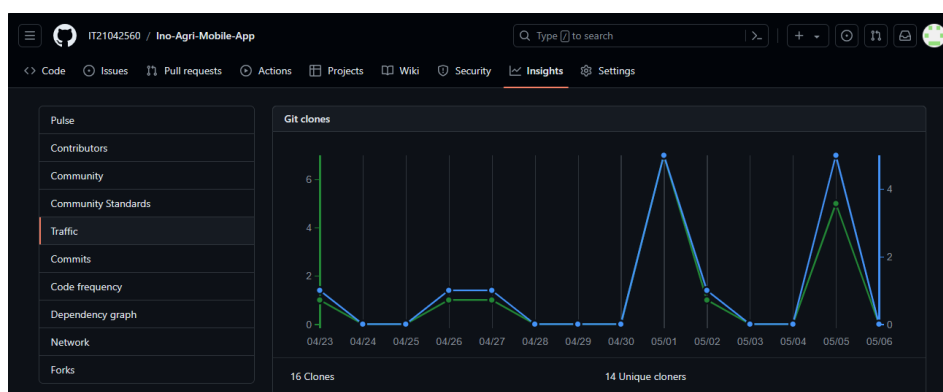 IT21042560 / Ino-Agri-Mobile-App
Type / to search
<> Code Issues Pull requests Actions Projects Wiki Security Insights Settings
Pulse
Contributors
Community
Community Standards
Traffic
Commits
Code frequency
Dependency graph
Network
Forks
Git clones
6
4
2
0
4
2
0
04/23 04/24 04/25 04/26 04/27 04/28 04/29 04/30 05/01 05/02 05/03 05/04 05/05 05/06
16 Clones
14 Unique cloners